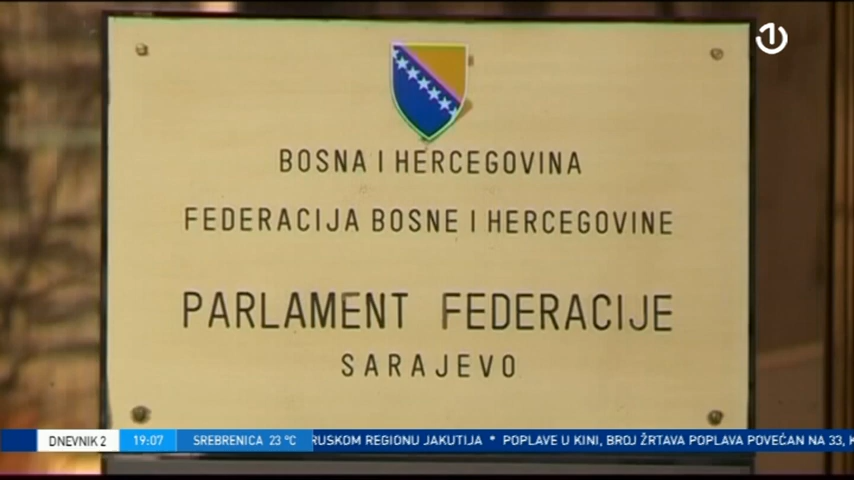 1
BOSNA I HERCEGOVINA
FEDERACIJA BOSNE I HERCEGOVINE
PARLAMENT FEDERACIJE
SARAJEVO
DNEVNIK 2 19:07 SREBRENICA 23 °C RUSKOM REGIONU JAKUTIJA * POPLAVE U KINI, BROJ ŽRTAVA POPLAVA POVEĆAN NA 33, K